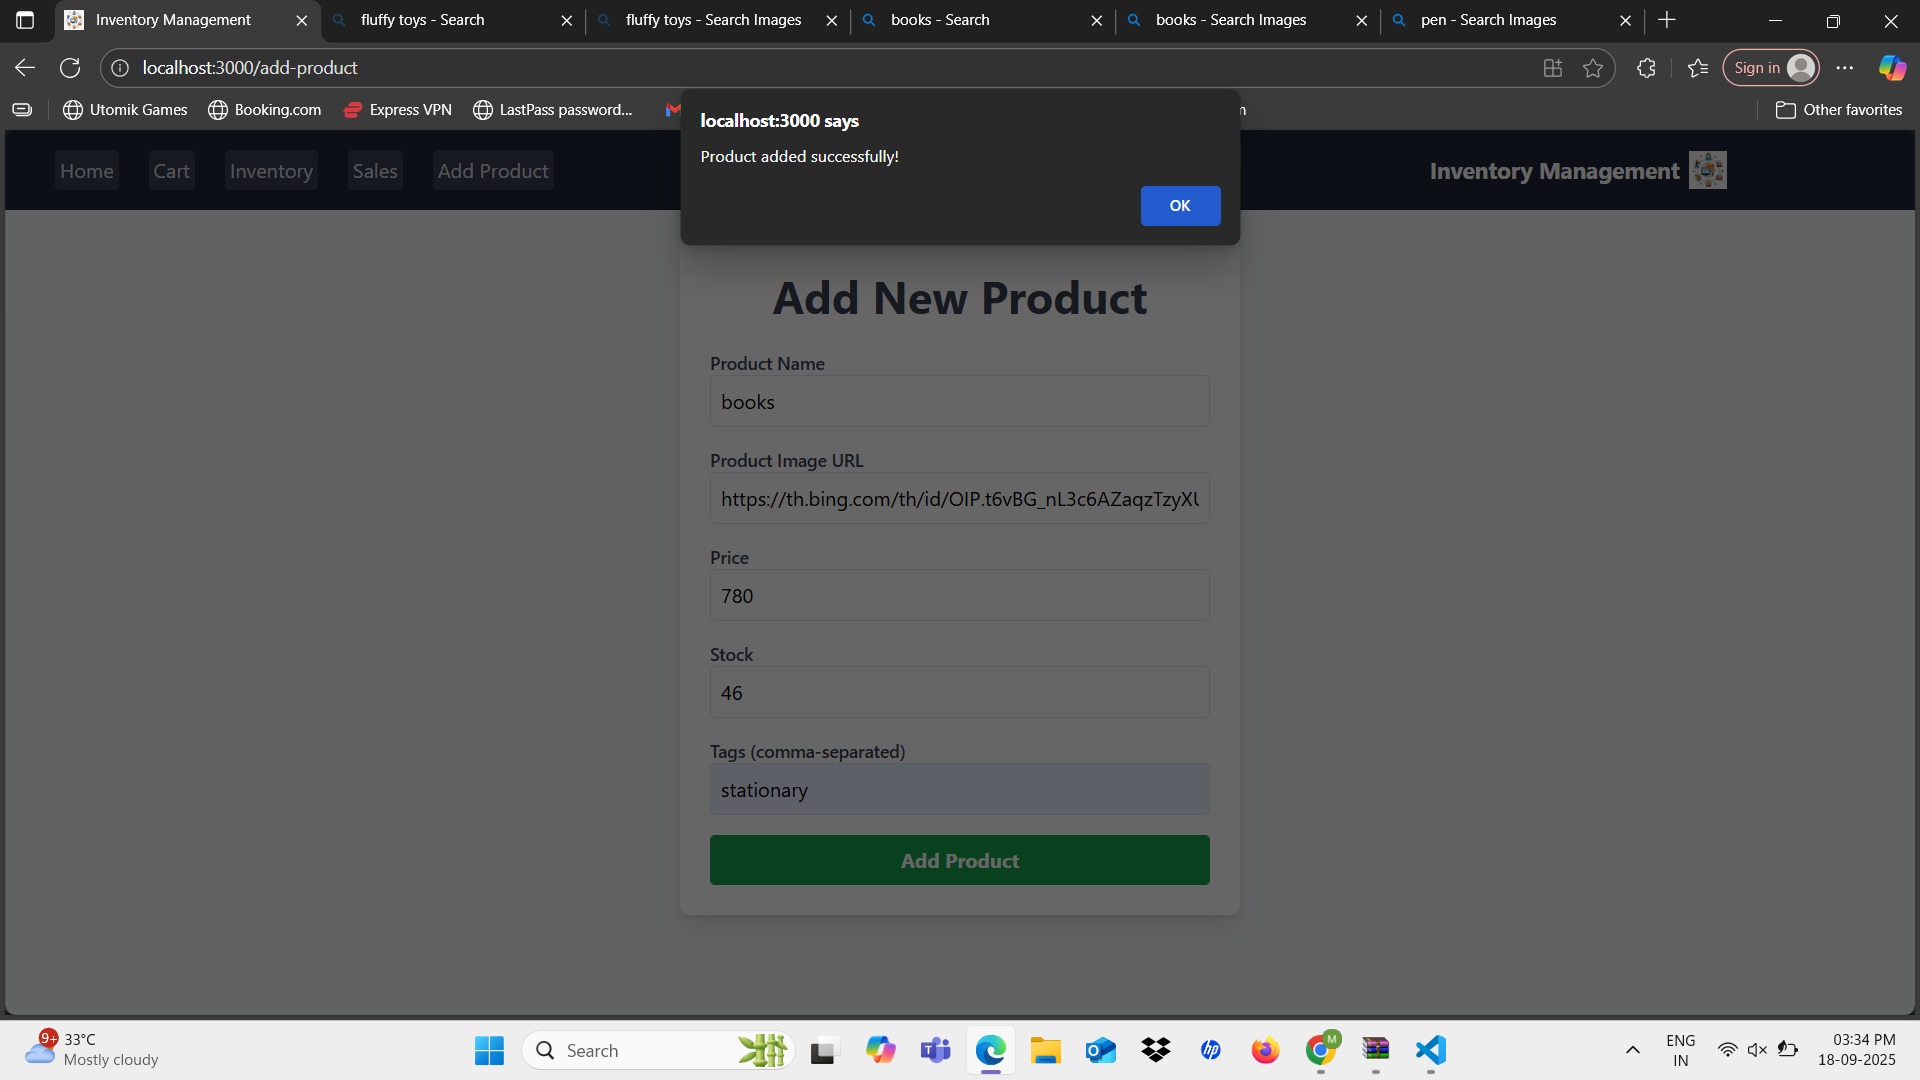 Inventory Management
fluffy toys - Search
fluffy toys - Search Images
books - Search
books - Search Images
pen - Search Images
localhost:3000/add-product
Sign in
Utomik Games
Booking.com
Express VPN
LastPass password...
Other favorites
localhost:3000 says
Product added successfully!
OK
Home
Cart
Inventory
Sales
Add Product
Inventory Management
Add New Product
Product Name
books
Product Image URL
https://th.bing.com/th/id/OIP.t6vBG_nL3c6AZaqzTzyXU
Price
780
Stock
46
Tags (comma-separated)
stationary
Add Product
9+
33°C
Mostly cloudy
Search
hp
M
ENG
IN
03:34 PM
18-09-2025